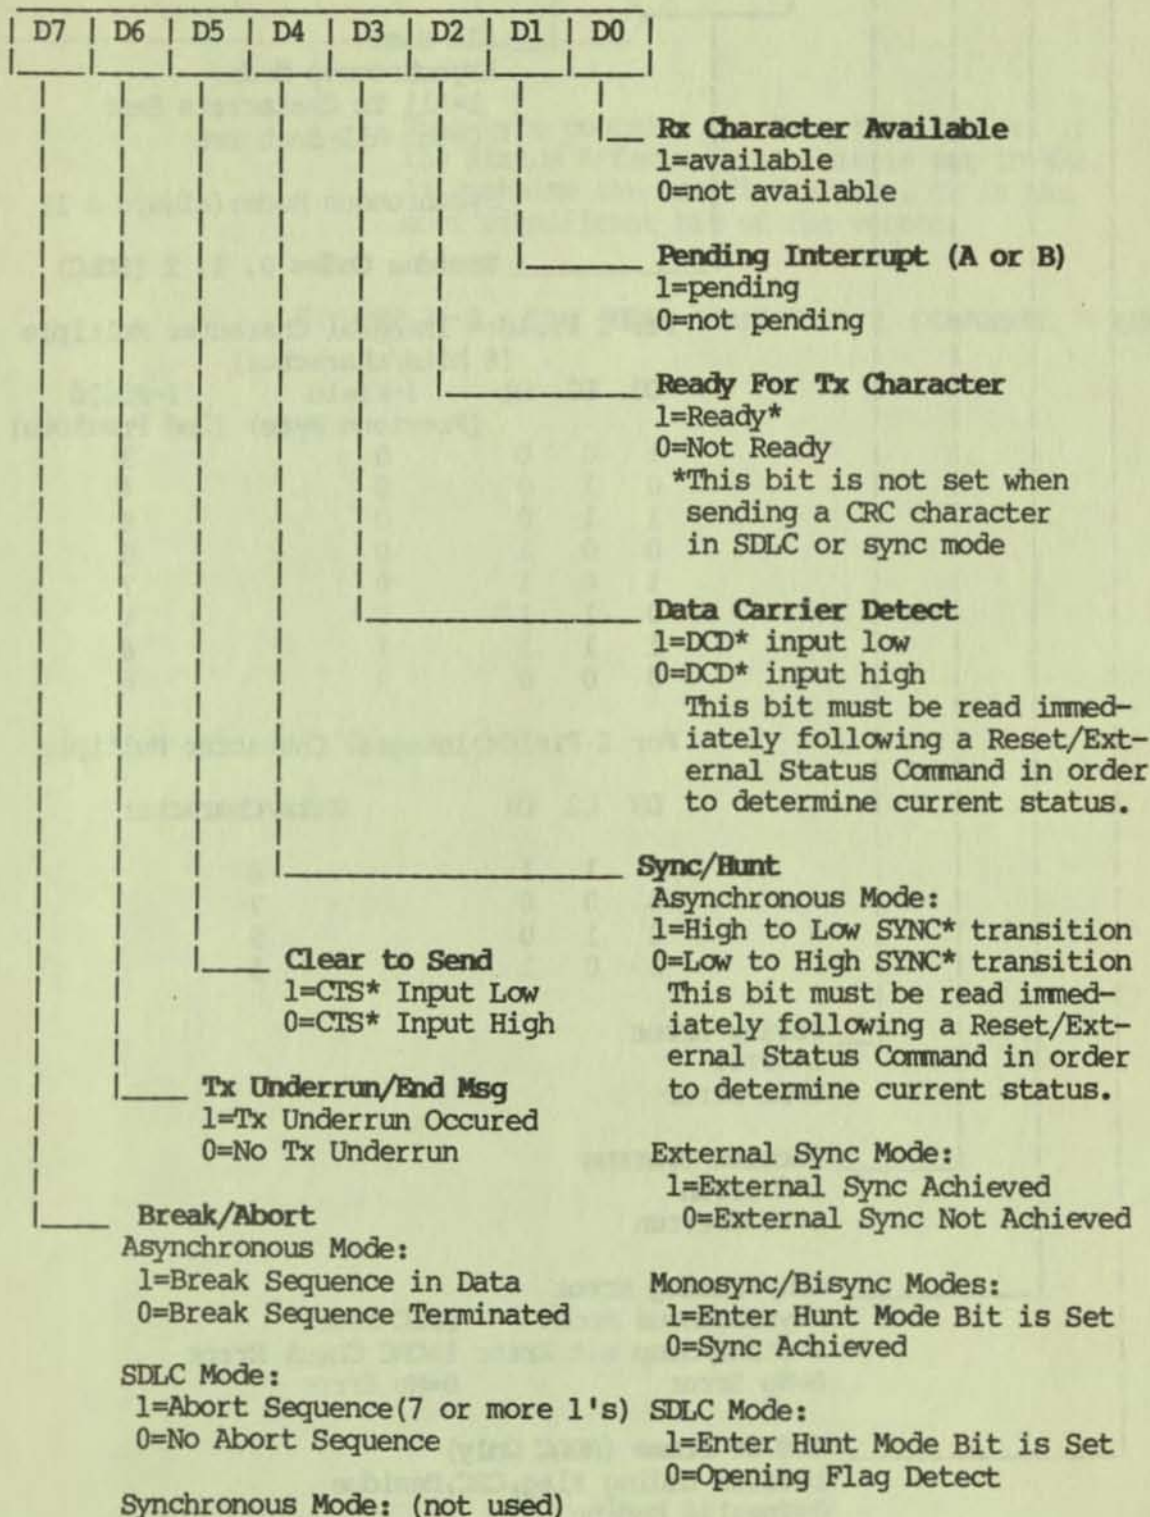 | D7 | D6 | D5 | D4 | D3 | D2 | D1 | D0 |
Rx Character Available
1=available
0=not available
Pending Interrupt (A or B)
1=pending
0=not pending
Ready For Tx Character
1=Ready*
0=Not Ready
*This bit is not set when
sending a CRC character
in SDLC or sync mode
Data Carrier Detect
1=DCD* input low
0=DCD* input high
This bit must be read immed-
iately following a Reset/Ext-
ernal Status Command in order
to determine current status.
Sync/Hunt
Asynchronous Mode:
1=High to Low SYNC* transition
0=Low to High SYNC* transition
This bit must be read immed-
iately following a Reset/Ext-
ernal Status Command in order
to determine current status.
External Sync Mode:
1=External Sync Achieved
0=External Sync Not Achieved
Monosync/Bisync Modes:
1=Enter Hunt Mode Bit is Set
0=Sync Achieved
SDLC Mode:
1=Enter Hunt Mode Bit is Set
0=Opening Flag Detect
Clear to Send
1=CTS* Input Low
0=CTS* Input High
Tx Underrun/End Msg
1=Tx Underrun Occured
0=No Tx Underrun
Break/Abort
Asynchronous Mode:
1=Break Sequence in Data
0=Break Sequence Terminated
SDLC Mode:
1=Abort Sequence(7 or more 1's)
0=No Abort Sequence
Synchronous Mode: (not used)